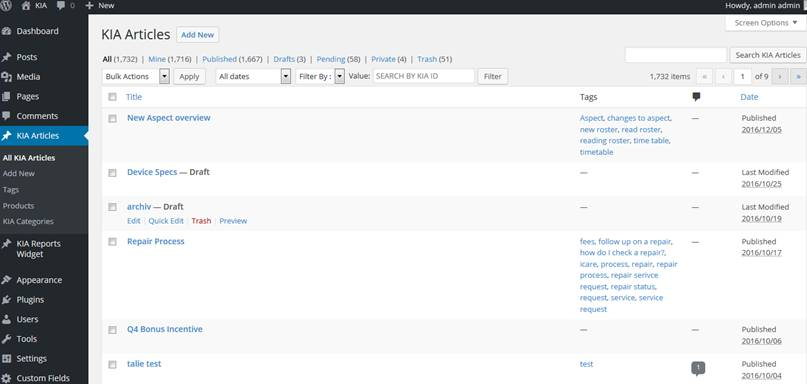 KIA 0 New Howdy, admin admin
Dashboard
Posts
Media
Pages
Comments
KIA Articles
All KIA Articles
Add New
Tags
Products
KIA Categories
KIA Reports
Widget
Appearance
Plugins
Users
Tools
Settings
Custom Fields
Screen Options
KIA Articles Add New
All (1,732) | Mine (1,716) | Published (1,667) | Drafts (3) | Pending (58) | Private (4) | Trash (51)
Search KIA Articles
Bulk Actions Apply All dates Filter By : Value: SEARCH BY KIA ID Filter 1,732 items « ‹ 1 of 9 › »
Title Tags Date
New Aspect overview
Aspect, changes to aspect,
new roster, read roster,
reading roster, time table,
timetable
—
Published
2016/12/05
Device Specs — Draft
—
—
Last Modified
2016/10/25
archiv — Draft
Edit | Quick Edit | Trash | Preview
—
—
Last Modified
2016/10/19
Repair Process
fees, follow up on a repair,
how do I check a repair?,
icare, process, repair, repair
process, repair serivce
request, repair status,
request, service, service
request
—
Published
2016/10/17
Q4 Bonus Incentive
—
—
Published
2016/10/06
talie test
test
1
Published
2016/10/04